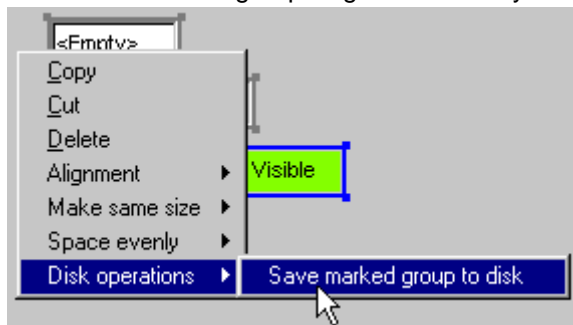 <Empty>
Copy
Cut
Delete
Alignment
Visible
Make same size
Space evenly
Disk operations
Save marked group to disk